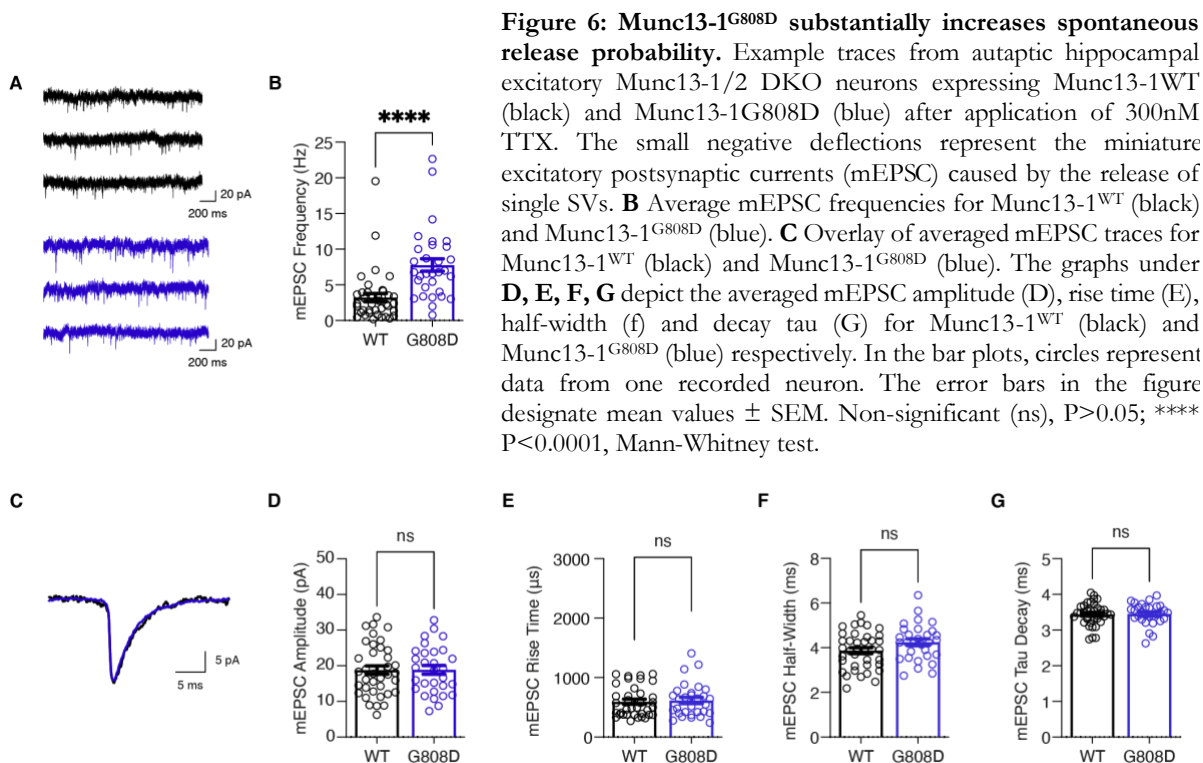 Figure 6: Munc13-1G808D substantially increases spontaneous
release probability. Example traces from autaptic hippocampal
excitatory Munc13-1/2 DKO neurons expressing Munc13-1WT
(black) and Munc13-1G808D (blue) after application of 300nM
TTX. The small negative deflections represent the miniature
excitatory postsynaptic currents (mEPSC) caused by the release of
single SVs. B Average mEPSC frequencies for Munc13-1WT (black)
and Munc13-1G808D (blue). C Overlay of averaged mEPSC traces for
Munc13-1WT (black) and Munc13-1G808D (blue). The graphs under
D, E, F, G depict the averaged mEPSC amplitude (D), rise time (E),
half-width (f) and decay tau (G) for Munc13-1WT (black) and
Munc13-1G808D (blue) respectively. In the bar plots, circles represent
data from one recorded neuron. The error bars in the figure
designate mean values ± SEM. Non-significant (ns), P>0.05; ****
P<0.0001, Mann-Whitney test.
A
20 pA
200 ms
20 pA
200 ms
B
****
mEPSC Frequency (Hz)
25
20
15
10
5
0
WT G808D
C
5 pA
5 ms
D
ns
mEPSC Amplitude (pA)
50
40
30
20
10
0
WT G808D
E
ns
mEPSC Rise Time (µs)
3000
2000
1000
0
WT G808D
F
ns
mEPSC Half-Width (ms)
8
6
4
2
0
WT G808D
G
ns
mEPSC Tau Decay (ms)
5
4
3
2
1
0
WT G808D